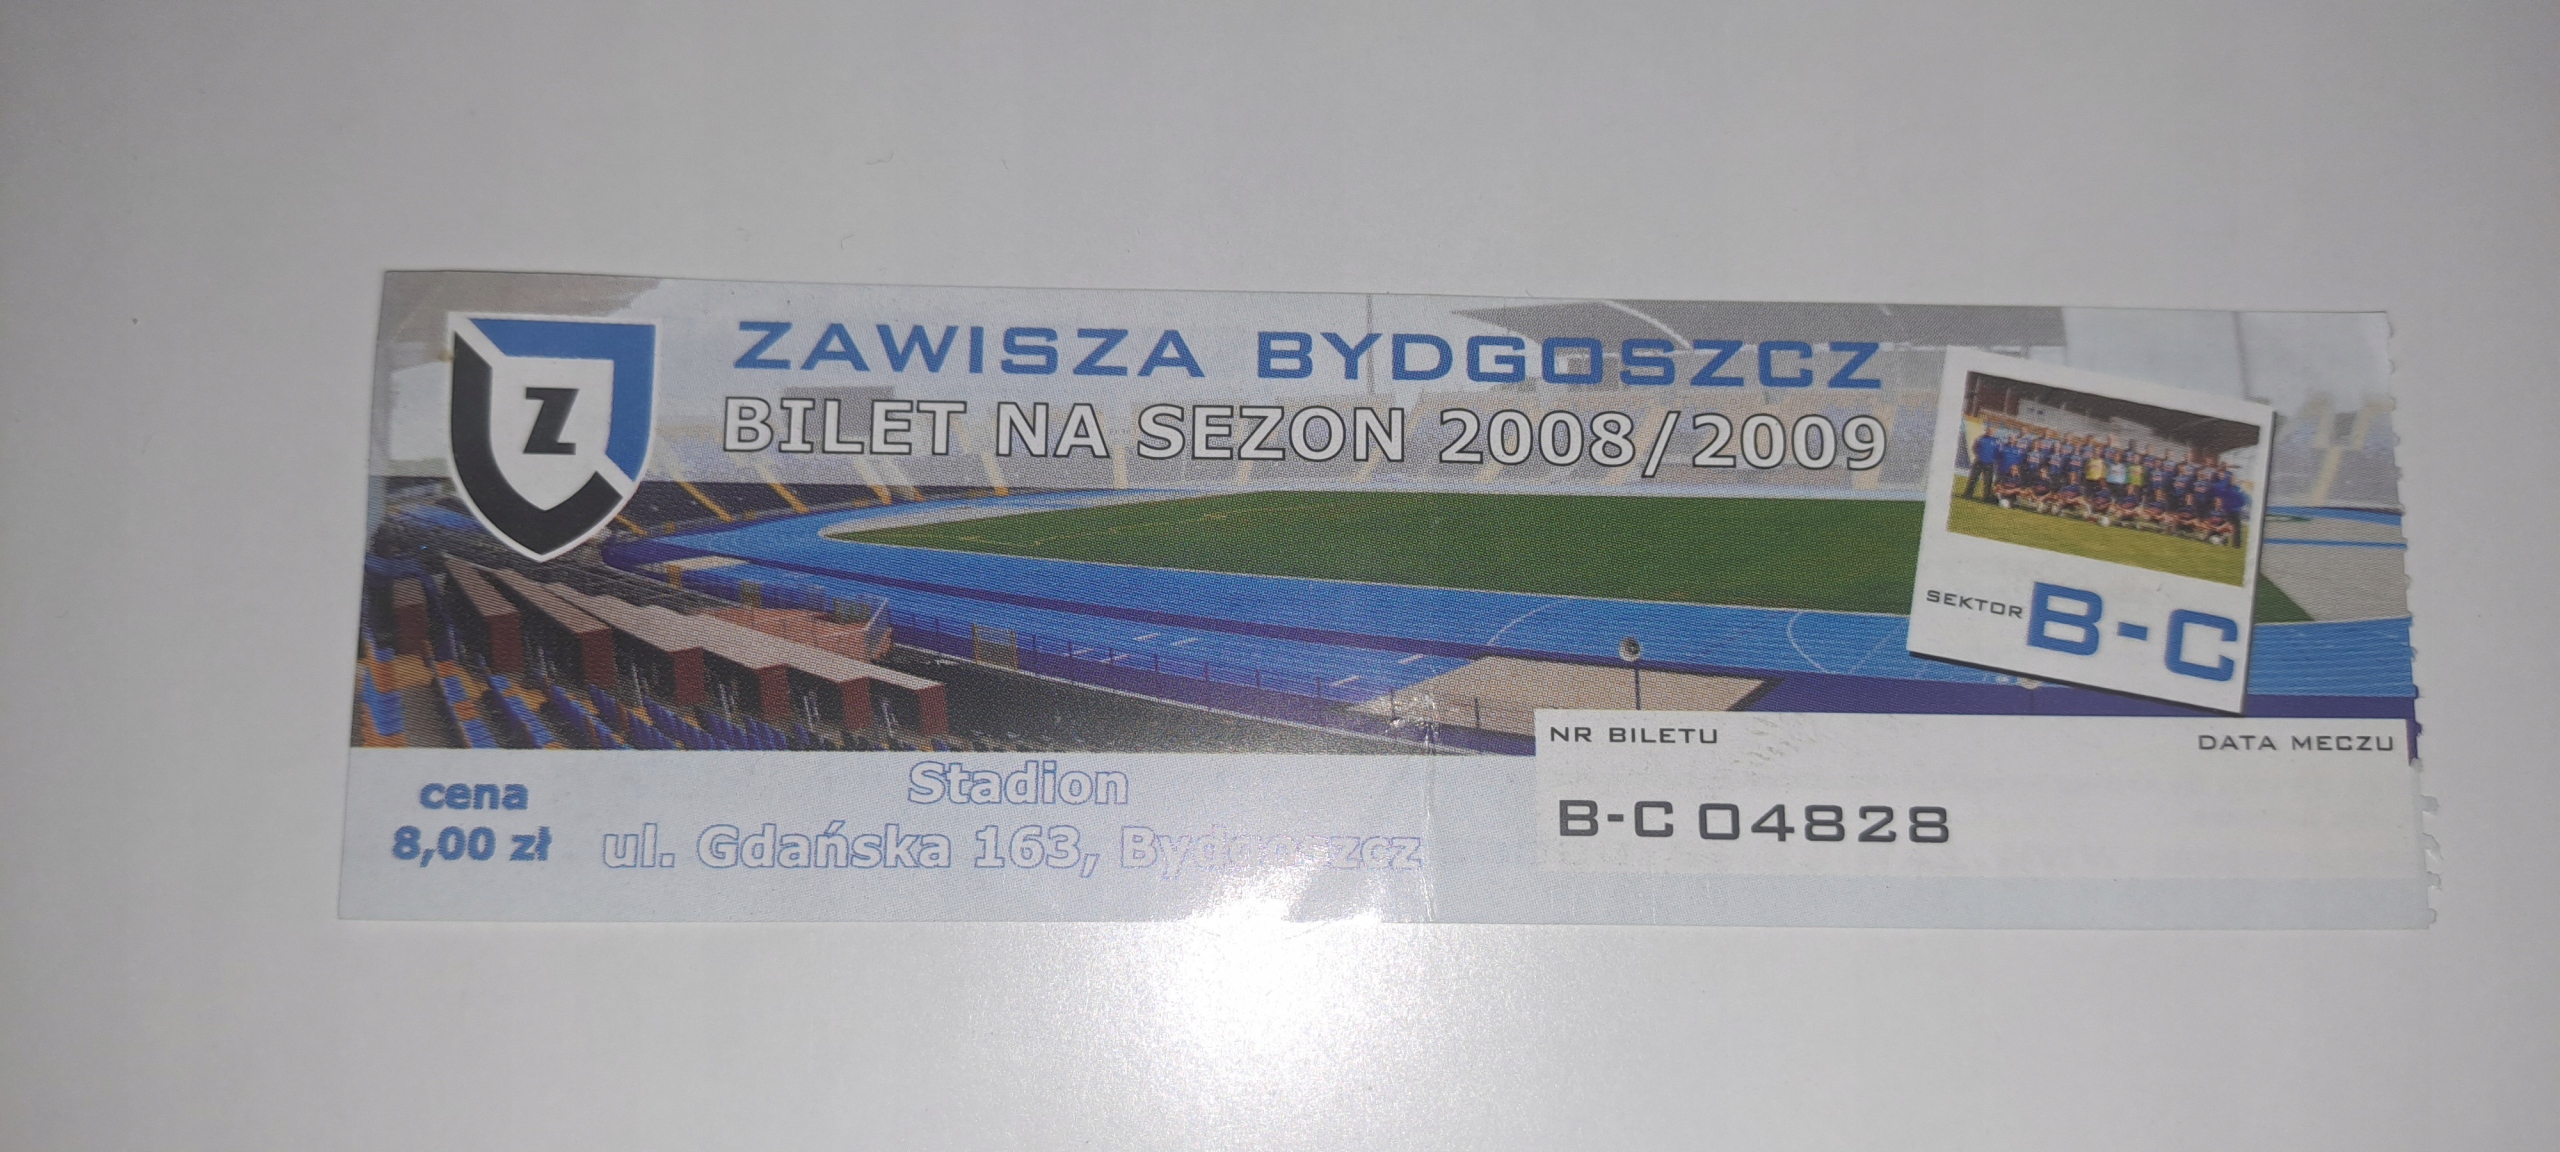 Z
ZAWISZA BYDGOSZCZ
BILET NA SEZON 2008/2009
SEKTOR B-C
cena
8,00 zł
Stadion
ul. Gdańska 163, Bydgoszcz
NR BILETU
DATA MECZU
B-C 04828